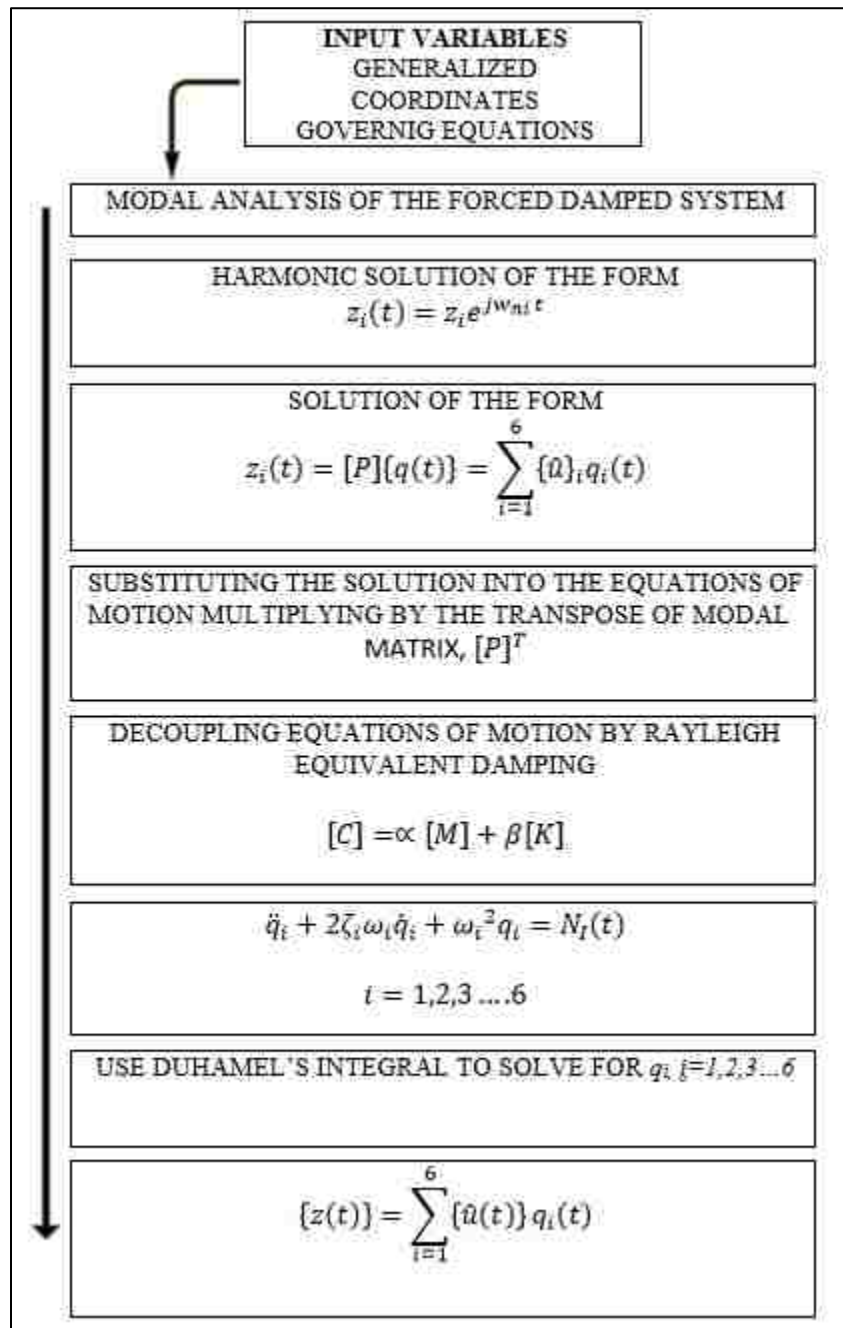 INPUT VARIABLES
GENERALIZED
COORDINATES
GOVERNIG EQUATIONS
MODAL ANALYSIS OF THE FORCED DAMPED SYSTEM
HARMONIC SOLUTION OF THE FORM
z_i(t) = z_i e^{jw_{ni} t}
SOLUTION OF THE FORM
z_i(t) = [P]{q(t)} = \sum_{i=1}^{6} {û}_i q_i(t)
SUBSTITUTING THE SOLUTION INTO THE EQUATIONS OF
MOTION MULTIPLYING BY THE TRANSPOSE OF MODAL
MATRIX, [P]^T
DECOUPLING EQUATIONS OF MOTION BY RAYLEIGH
EQUIVALENT DAMPING
[C] =∝ [M] + β[K]
q̈_i + 2ζ_i ω_i q̇_i + ω_i^2 q_i = N_I(t)
i = 1,2,3 ....6
USE DUHAMEL'S INTEGRAL TO SOLVE FOR q_i, i=1,2,3...6
{z(t)} = \sum_{i=1}^{6} {û(t)} q_i(t)